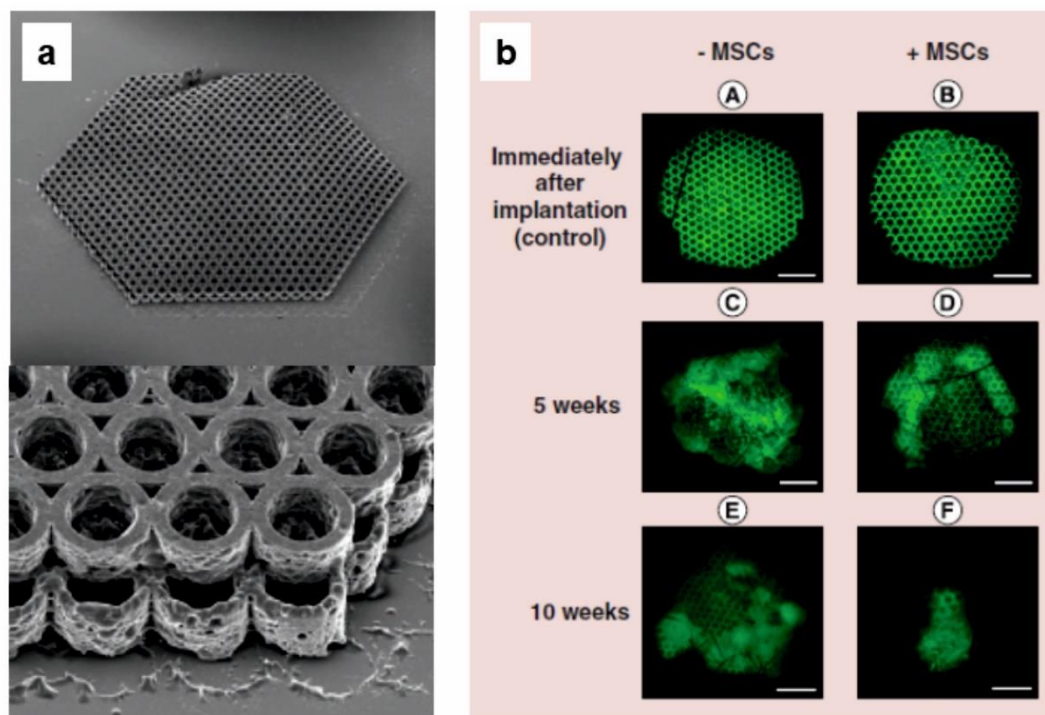 a
b
- MSCs
+ MSCs
A
B
Immediately
after
implantation
(control)
C
D
5 weeks
E
F
10 weeks